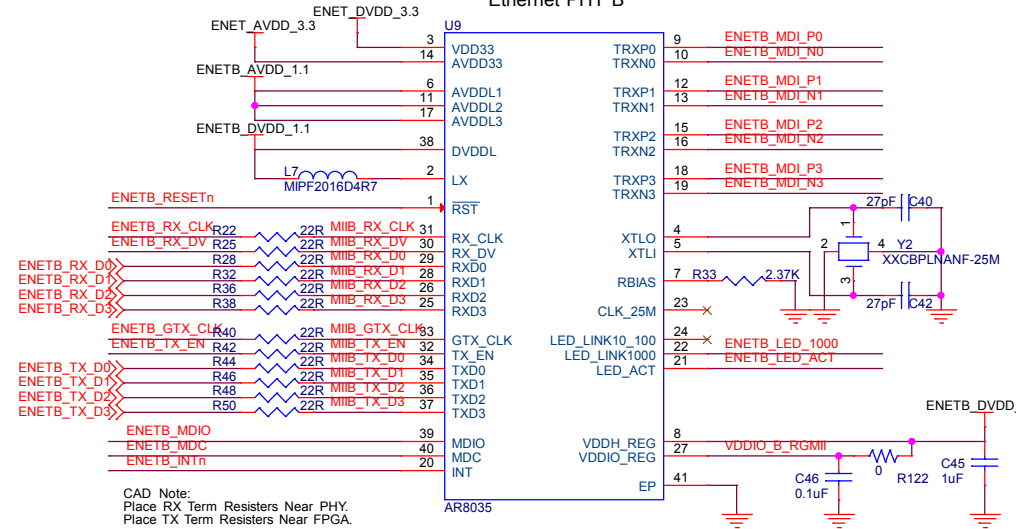 Ethernet PHY B
ENET_DVDD_3.3
ENET_AVDD_3.3
ENETB_AVDD_1.1
ENETB_DVDD_1.1
L7
MIPF2016D4R7
ENETB_RESETn
ENETB_RX_CLK R22 22R MIIB_RX_CLK
ENETB_RX_DV R25 22R MIIB_RX_DV
ENETB_RX_D0 R28 22R MIIB_RX_D0
ENETB_RX_D1 R32 22R MIIB_RX_D1
ENETB_RX_D2 R36 22R MIIB_RX_D2
ENETB_RX_D3 R38 22R MIIB_RX_D3
ENETB_GTX_CLK R40 22R MIIB_GTX_CLK
ENETB_TX_EN R42 22R MIIB_TX_EN
ENETB_TX_D0 R44 22R MIIB_TX_D0
ENETB_TX_D1 R46 22R MIIB_TX_D1
ENETB_TX_D2 R48 22R MIIB_TX_D2
ENETB_TX_D3 R50 22R MIIB_TX_D3
ENETB_MDIO
ENETB_MDC
ENETB_INTn
CAD Note:
Place RX Term Resisters Near PHY.
Place TX Term Resisters Near FPGA.
U9
3 VDD33
14 AVDD33
6 AVDDL1
11 AVDDL2
17 AVDDL3
38 DVDDL
2 LX
1 RST
31 RX_CLK
30 RX_DV
29 RXD0
28 RXD1
26 RXD2
25 RXD3
33 GTX_CLK
32 TX_EN
34 TXD0
35 TXD1
36 TXD2
37 TXD3
39 MDIO
40 MDC
20 INT
AR8035
TRXP0 9 ENETB_MDI_P0
TRXN0 10 ENETB_MDI_N0
TRXP1 12 ENETB_MDI_P1
TRXN1 13 ENETB_MDI_N1
TRXP2 15 ENETB_MDI_P2
TRXN2 16 ENETB_MDI_N2
TRXP3 18 ENETB_MDI_P3
TRXN3 19 ENETB_MDI_N3
XTLO 4
XTLI 5
RBIAS 7 R33 2.37K
CLK_25M 23
LED_LINK10_100 24
LED_LINK1000 22 ENETB_LED_1000
LED_ACT 21 ENETB_LED_ACT
VDDH_REG 8
VDDIO_REG 27 VDDIO_B_RGMII
EP 41
27pF C40
1
2 4 Y2
XXCBPLNANF-25M
3
27pF C42
ENETB_DVDD_
C46
0.1uF
0 R122
C45
1uF